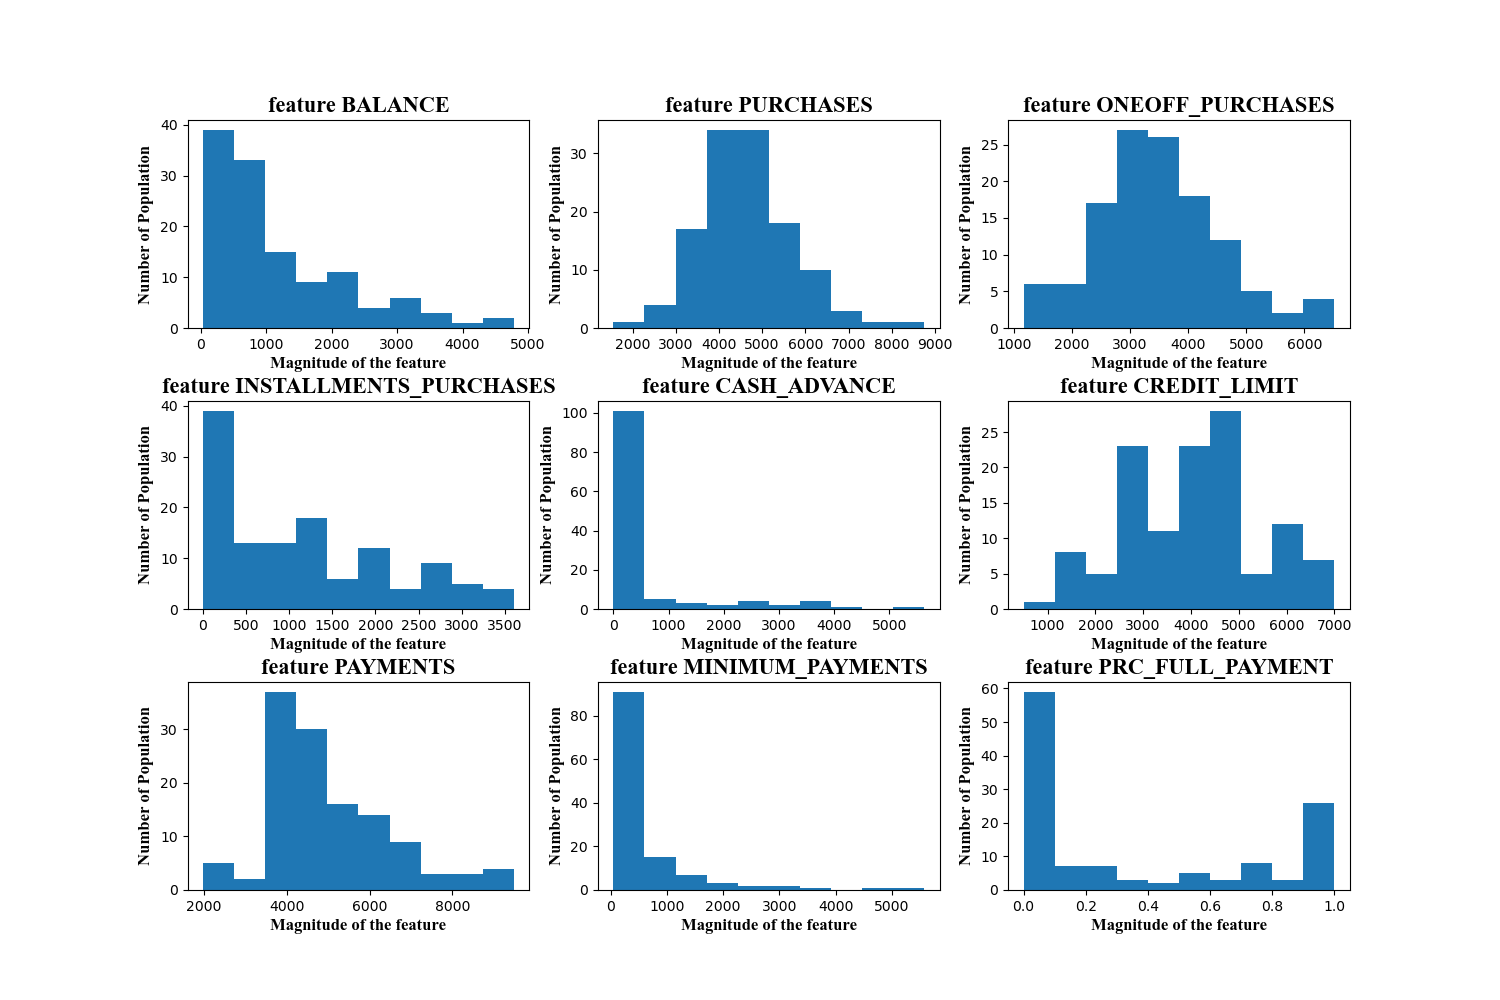 feature BALANCE
40
30
20
10
0
Number of Population
0 1000 2000 3000 4000 5000
Magnitude of the feature
feature PURCHASES
30
20
10
0
Number of Population
2000 3000 4000 5000 6000 7000 8000 9000
Magnitude of the feature
feature ONEOFF_PURCHASES
25
20
15
10
5
0
Number of Population
1000 2000 3000 4000 5000 6000
Magnitude of the feature
feature INSTALLMENTS_PURCHASES
40
30
20
10
0
Number of Population
0 500 1000 1500 2000 2500 3000 3500
Magnitude of the feature
feature CASH_ADVANCE
100
80
60
40
20
0
Number of Population
0 1000 2000 3000 4000 5000
Magnitude of the feature
feature CREDIT_LIMIT
25
20
15
10
5
0
Number of Population
1000 2000 3000 4000 5000 6000 7000
Magnitude of the feature
feature PAYMENTS
30
20
10
0
Number of Population
2000 4000 6000 8000
Magnitude of the feature
feature MINIMUM_PAYMENTS
80
60
40
20
0
Number of Population
0 1000 2000 3000 4000 5000
Magnitude of the feature
feature PRC_FULL_PAYMENT
60
50
40
30
20
10
0
Number of Population
0.0 0.2 0.4 0.6 0.8 1.0
Magnitude of the feature